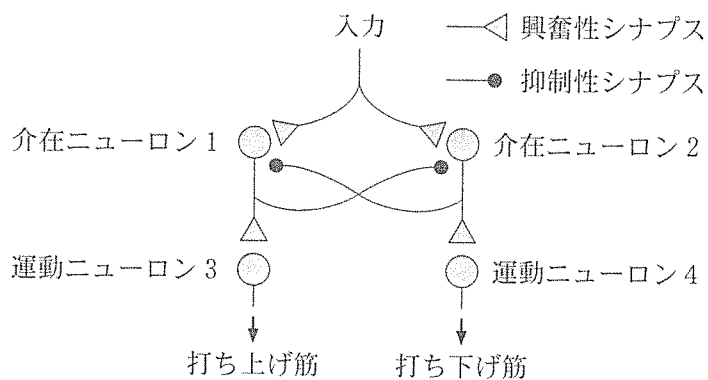 入力
興奮性シナプス
抑制性シナプス
介在ニューロン 1
介在ニューロン 2
運動ニューロン 3
運動ニューロン 4
打ち上げ筋
打ち下げ筋